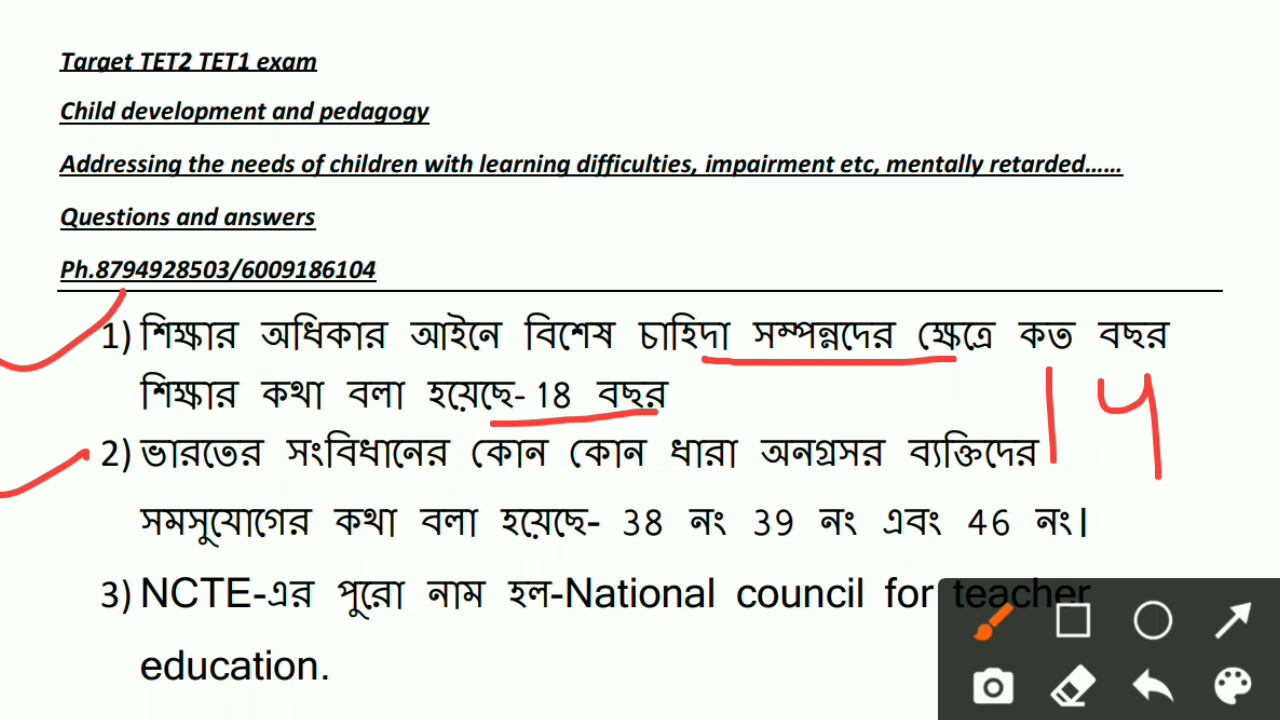 Target TET2 TET1 exam
Child development and pedagogy
Addressing the needs of children with learning difficulties, impairment etc, mentally retarded......
Questions and answers
Ph.8794928503/6009186104
1) শিক্ষার অধিকার আইনে বিশেষ চাহিদা সম্পন্নদের ক্ষেত্রে কত বছর
শিক্ষার কথা বলা হয়েছে- 18 বছর
14
2) ভারতের সংবিধানের কোন কোন ধারা অনগ্রসর ব্যক্তিদের
সমসুযোগের কথা বলা হয়েছে- 38 নং 39 নং এবং 46 নং।
3) NCTE-এর পুরো নাম হল-National council for teacher
education.